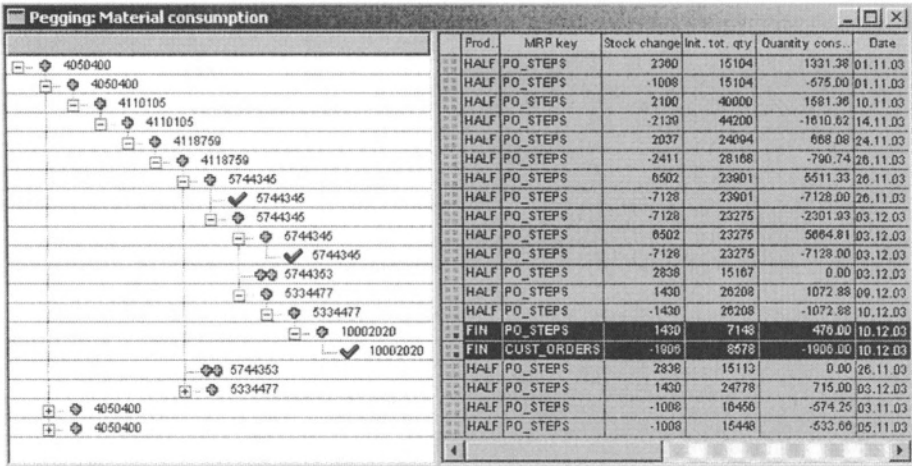 Pegging: Material consumption
Prod.. MRP key Stock change Init. tot. qty Quantity cons... Date
4050400 HALF PO_STEPS 2360 15104 1331.38 01.11.03
4050400 HALF PO_STEPS -1008 15104 -575.00 01.11.03
4110105 HALF PO_STEPS 2100 40000 1581.36 10.11.03
4110105 HALF PO_STEPS -2139 44200 -1610.62 14.11.03
4118759 HALF PO_STEPS 2037 24094 668.08 24.11.03
4118759 HALF PO_STEPS -2411 28168 -790.74 26.11.03
5744345 HALF PO_STEPS 6502 23901 5511.33 26.11.03
5744345 HALF PO_STEPS -7128 23901 -7128.00 26.11.03
5744345 HALF PO_STEPS -7128 23275 -2301.93 03.12.03
5744345 HALF PO_STEPS 6502 23275 5664.81 03.12.03
5744345 HALF PO_STEPS -7128 23275 -7128.00 03.12.03
5744353 HALF PO_STEPS 2838 15167 0.00 03.12.03
5334477 HALF PO_STEPS 1430 26208 1072.88 09.12.03
5334477 HALF PO_STEPS -1430 26208 -1072.88 10.12.03
10002020 FIN PO_STEPS 1430 7148 476.00 10.12.03
10002020 FIN CUST_ORDERS -1906 8578 -1906.00 10.12.03
5744353 HALF PO_STEPS 2838 15113 0.00 26.11.03
5334477 HALF PO_STEPS 1430 24778 715.00 03.12.03
4050400 HALF PO_STEPS -1008 16456 -574.25 03.11.03
4050400 HALF PO_STEPS -1008 15448 -533.66 05.11.03